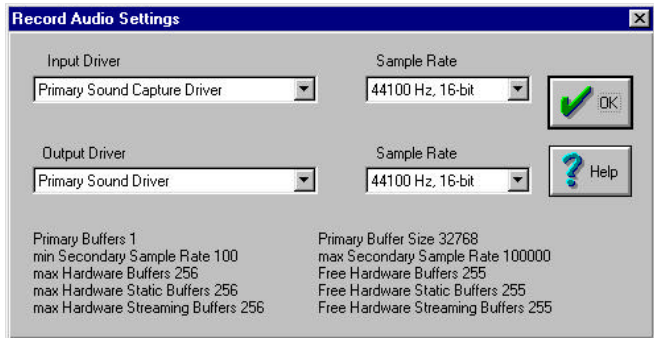 Record Audio Settings
Input Driver
Sample Rate
Primary Sound Capture Driver
44100 Hz, 16-bit
OK
Output Driver
Sample Rate
Primary Sound Driver
44100 Hz, 16-bit
Help
Primary Buffers 1
min Secondary Sample Rate 100
max Hardware Buffers 256
max Hardware Static Buffers 256
max Hardware Streaming Buffers 256
Primary Buffer Size 32768
max Secondary Sample Rate 100000
Free Hardware Buffers 255
Free Hardware Static Buffers 255
Free Hardware Streaming Buffers 255